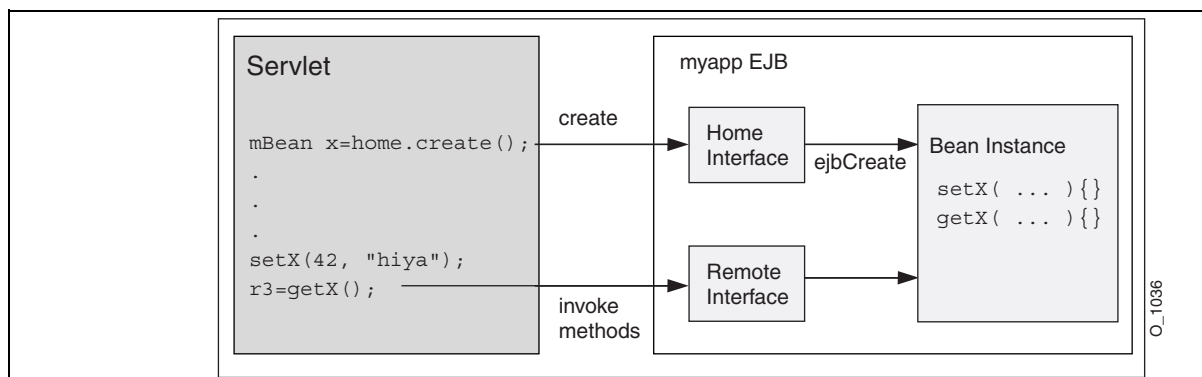 Servlet
mBean x=home.create();
.
.
.
setX(42, "hiya");
r3=getX();
create
invoke
methods
myapp EJB
Home
Interface
ejbCreate
Remote
Interface
Bean Instance
setX( ... ){}
getX( ... ){}
O_1036